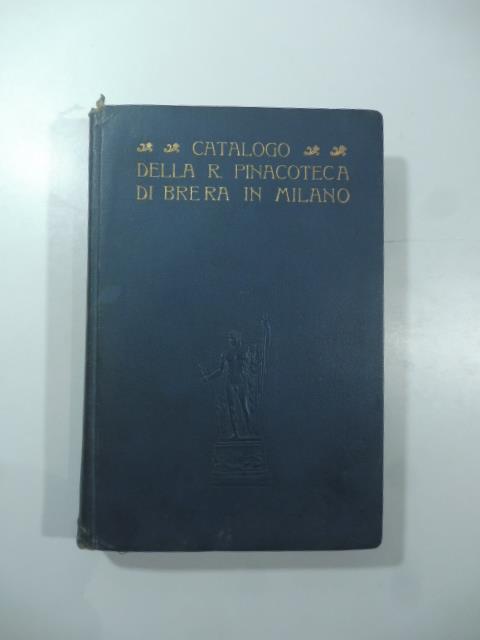 CATALOGO
DELLA R. PINACOTECA
DI BRERA IN MILANO